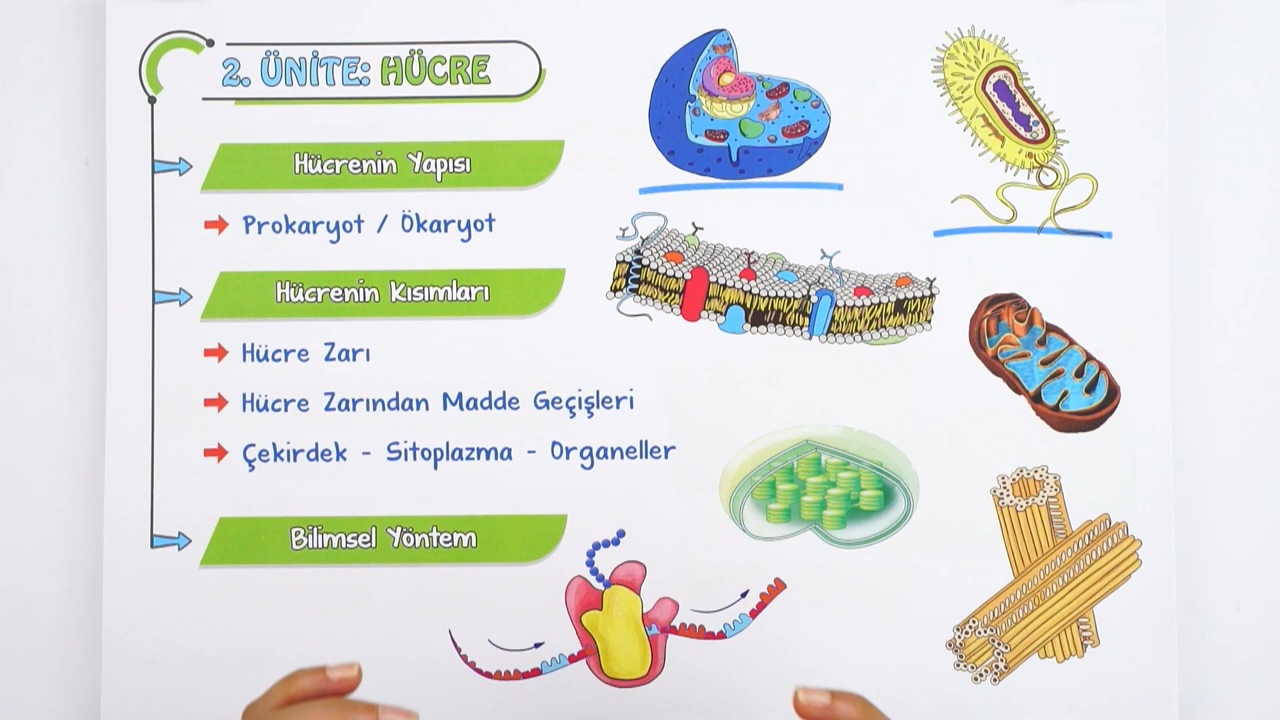 2. ÜNİTE: HÜCRE
Hücrenin Yapısı
Prokaryot / Ökaryot
Hücrenin Kısımları
Hücre Zarı
Hücre Zarından Madde Geçişleri
Çekirdek - Sitoplazma - Organeller
Bilimsel Yöntem